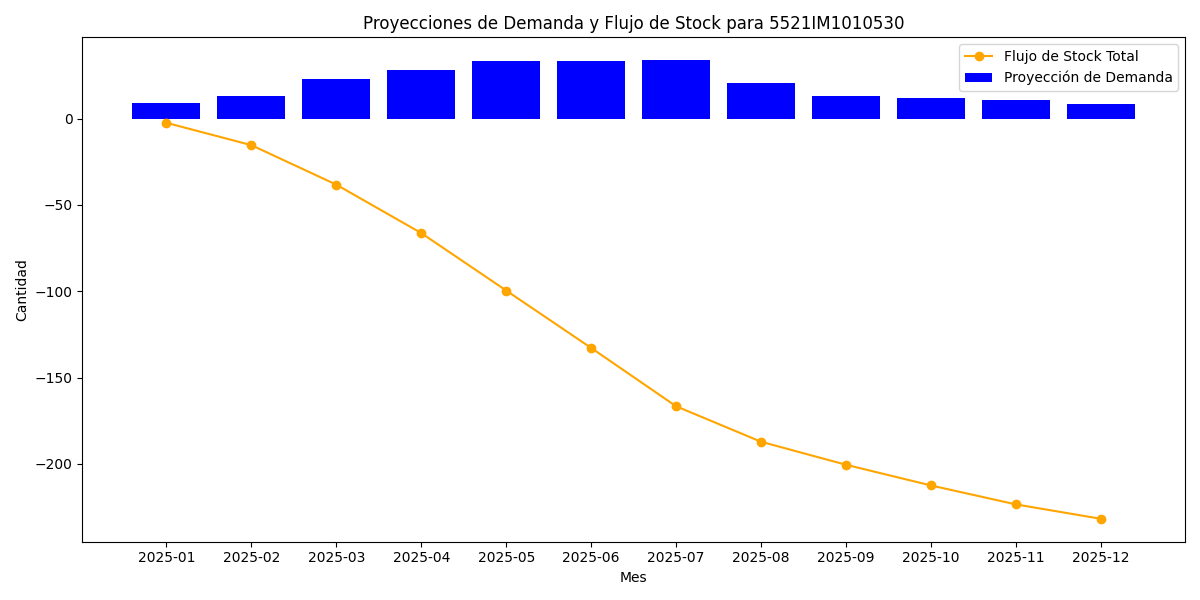 Proyecciones de Demanda y Flujo de Stock para 5521IM1010530
Flujo de Stock Total
Proyección de Demanda
Cantidad
0
−50
−100
−150
−200
2025-01 2025-02 2025-03 2025-04 2025-05 2025-06 2025-07 2025-08 2025-09 2025-10 2025-11 2025-12
Mes